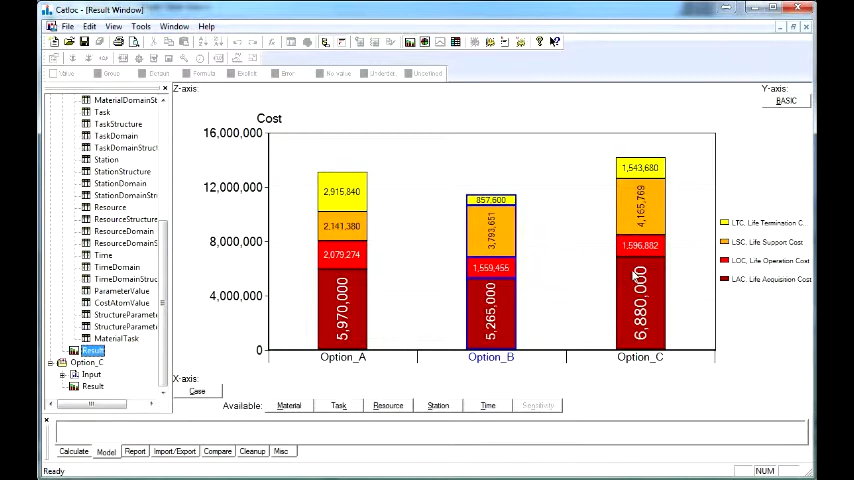 Catloc - [Result Window]
File Edit View Tools Window Help
Value Group Default Formula Explicit Error No value Undefined
Z-axis:
Y-axis:
BASIC
MaterialDomainSt
Task
TaskStructure
TaskDomain
TaskDomainStruct
Station
StationStructure
StationDomain
StationDomainStr
Resource
ResourceStructure
ResourceDomain
ResourceDomainS
Time
TimeDomain
TimeDomainStruc
ParameterValue
CostAtomValue
StructureParamete
StructureParamet
MaterialTask
Result
Option_C
Input
Result
Cost
16,000,000
12,000,000
8,000,000
4,000,000
0
2,915,840
2,141,380
2,079,274
5,970,000
857,600
3,793,651
1,559,455
5,265,000
1,543,680
4,165,769
1,596,882
6,880,000
Option_A Option_B Option_C
LTC, Life Termination C..
LSC, Life Support Cost
LOC, Life Operation Cost
LAC, Life Acquisition Cost
X-axis:
Case
Available: Material Task Resource Station Time Sensitivity
Calculate Model Report Import/Export Compare Cleanup Misc
Ready
NUM